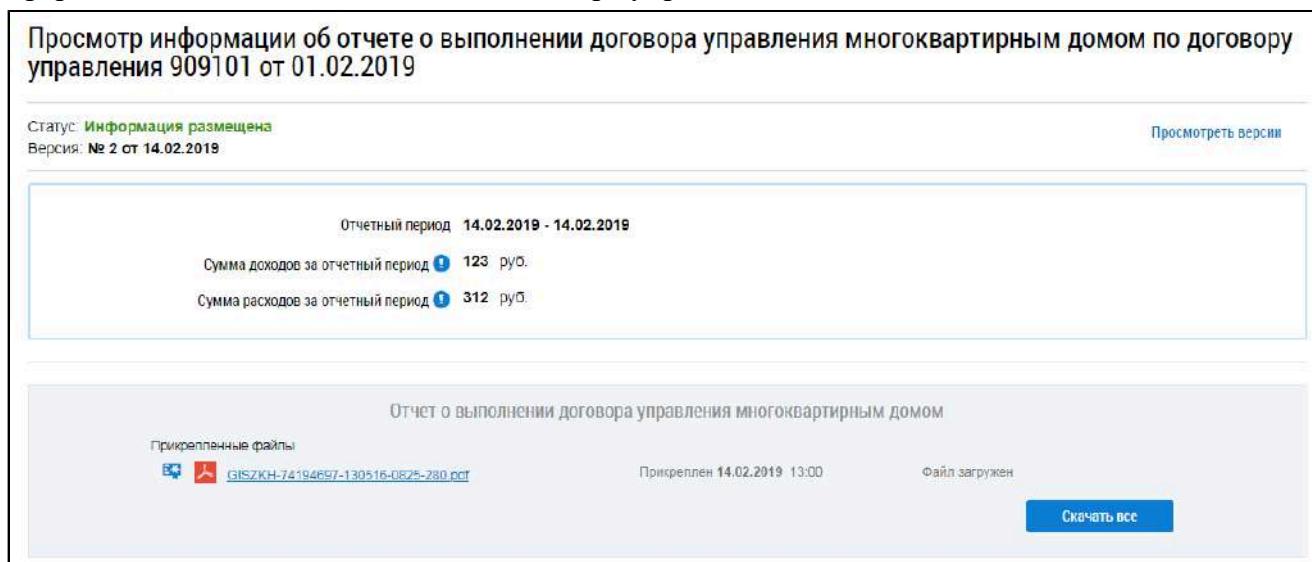 Просмотр информации об отчете о выполнении договора управления многоквартирным домом по договору
управления 909101 от 01.02.2019
Статус: Информация размещена
Просмотреть версии
Версия: № 2 от 14.02.2019
Отчетный период 14.02.2019 - 14.02.2019
Сумма доходов за отчетный период 123 руб.
Сумма расходов за отчетный период 312 руб.
Отчет о выполнении договора управления многоквартирным домом
Прикрепленные файлы
GISZKH-74194697-130516-0825-280.pdf Прикреплен 14.02.2019 13:00 Файл загружен
Скачать все